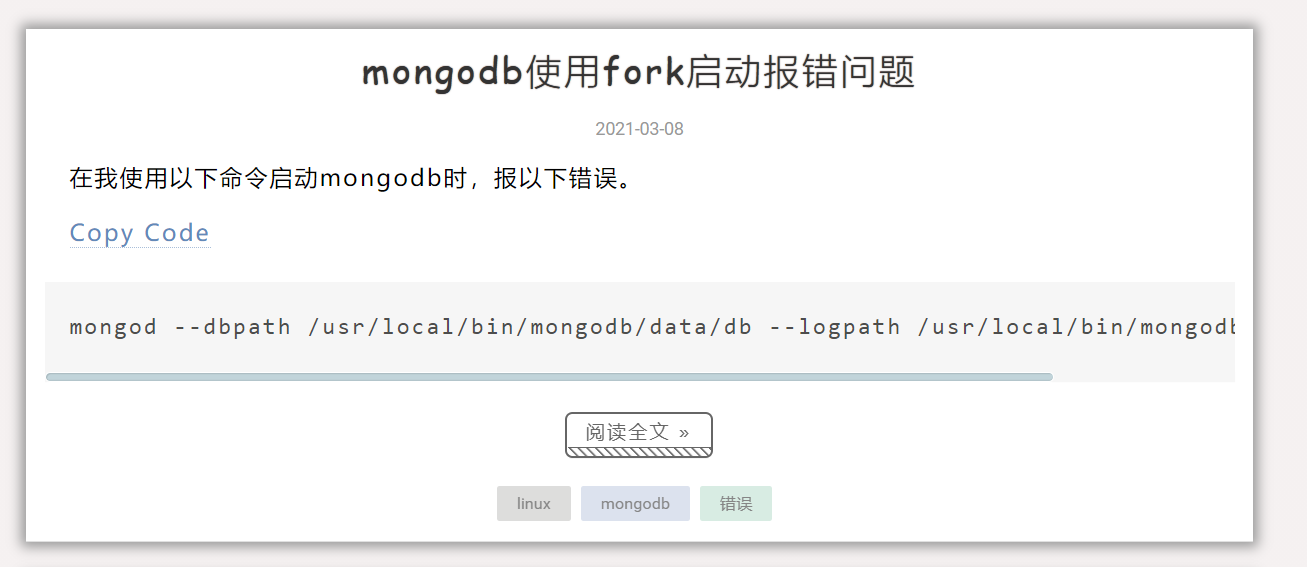 mongodb使用fork启动报错问题
2021-03-08
在我使用以下命令启动mongodb时，报以下错误。
Copy Code
mongod --dbpath /usr/local/bin/mongodb/data/db --logpath /usr/local/bin/mongodb
阅读全文 »
linux mongodb 错误